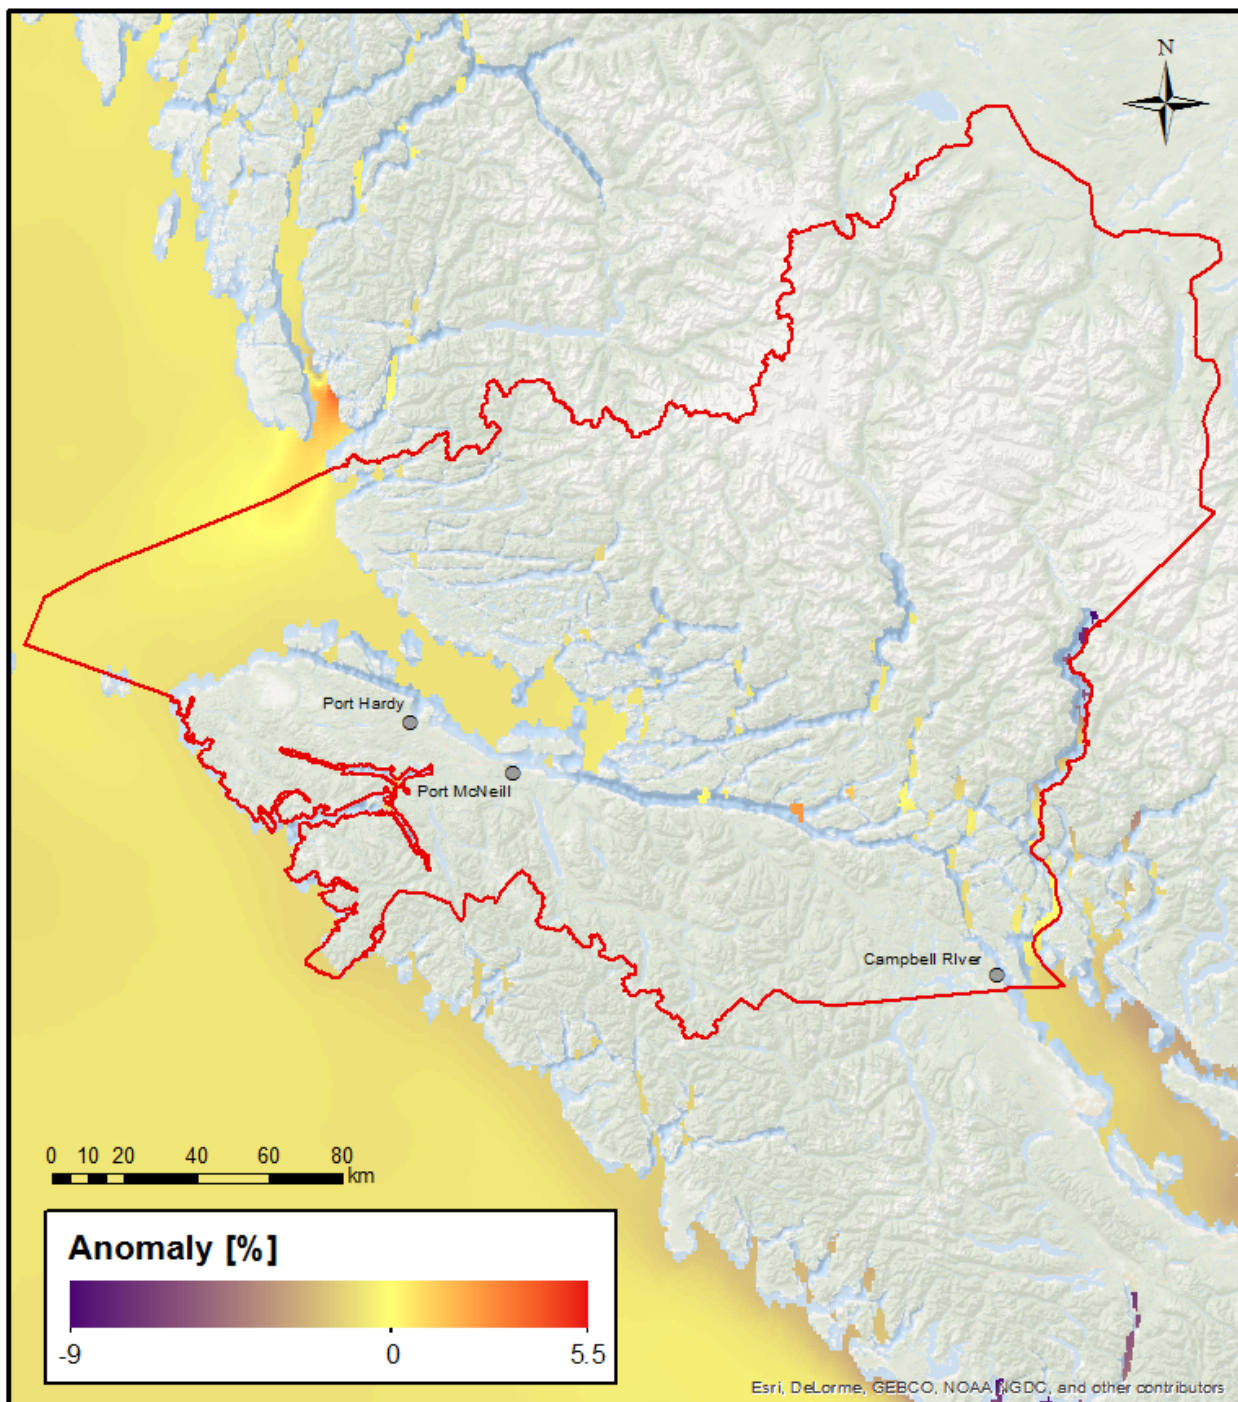 N
Port Hardy
Port McNeill
Campbell RIver
0 10 20 40 60 80
km
Anomaly [%]
-9 0 5.5
Esri, DeLorme, GEBCO, NOAA NGDC, and other contributors